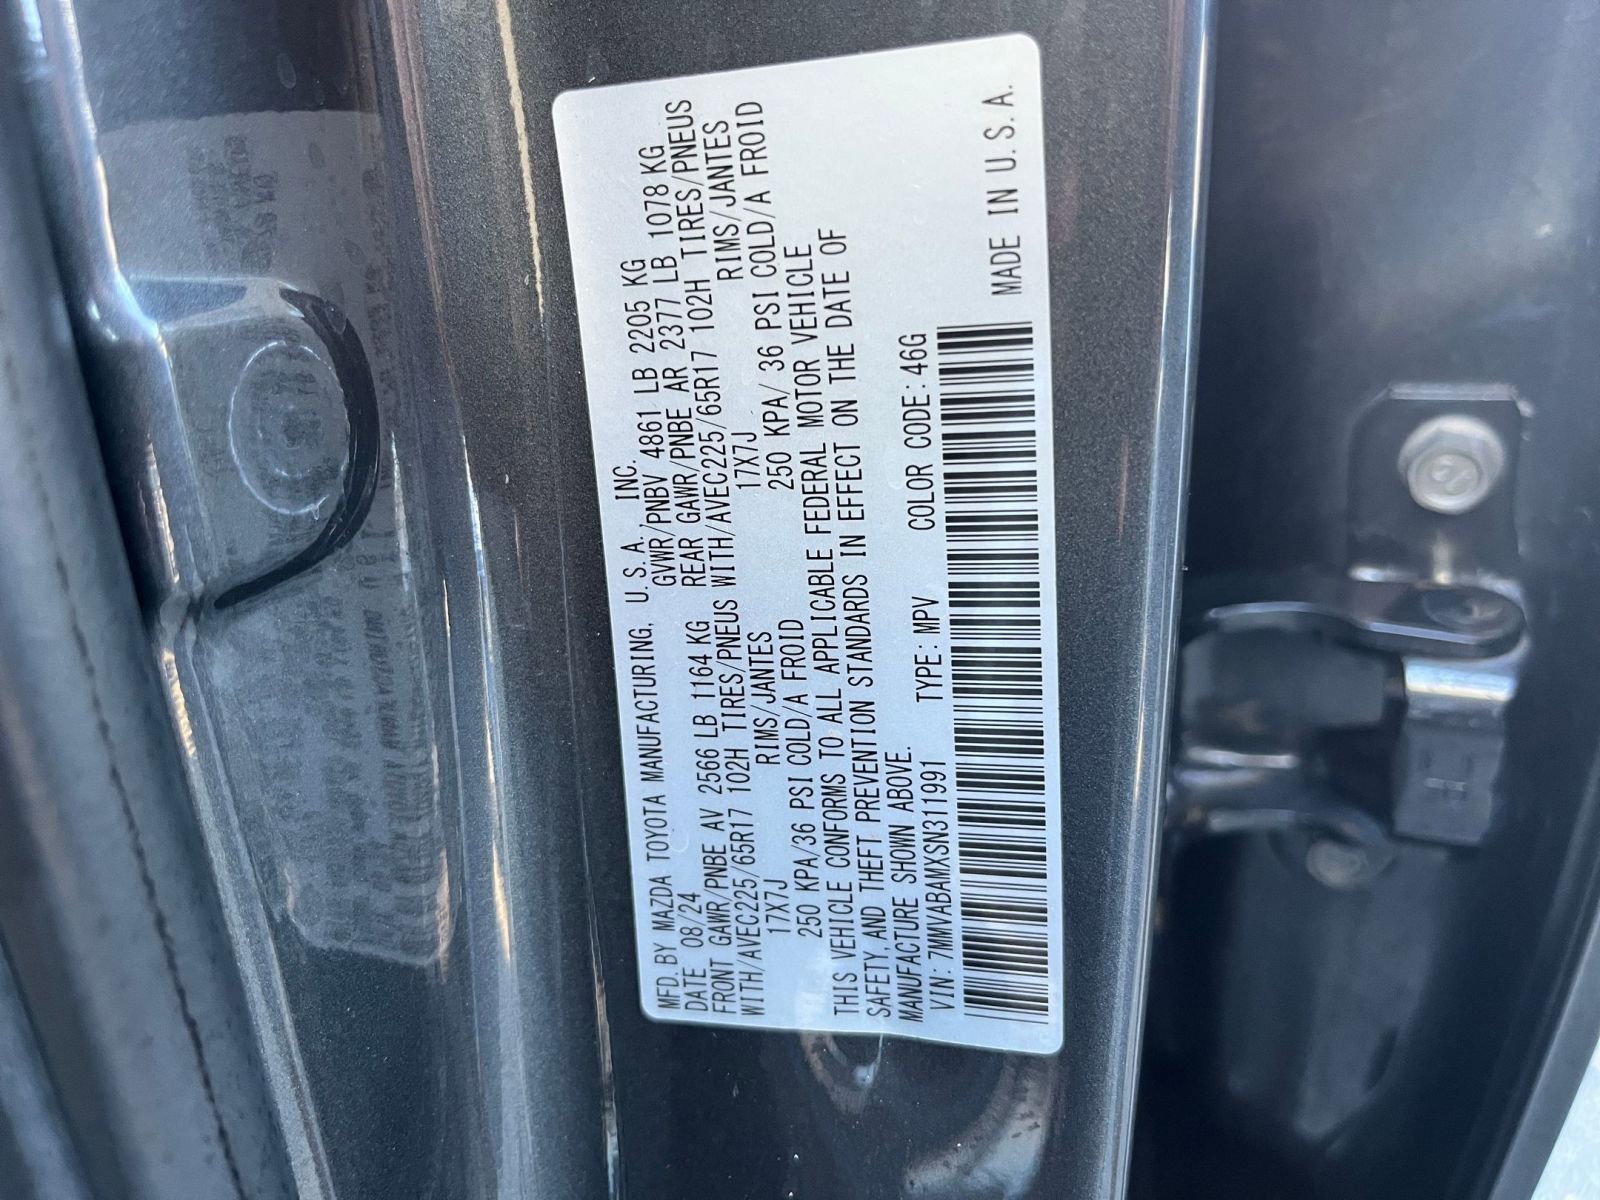 MFD. BY MAZDA TOYOTA MANUFACTURING, U.S.A., INC.
DATE 08/24 GVWR/PNBV 4861 LB 2205 KG
FRONT GAWR/PNBE AV 2566 LB 1164 KG REAR GAWR/PNBE AR 2377 LB 1078 KG
WITH/AVEC225/65R17 102H TIRES/PNEUS WITH/AVEC225/65R17 102H TIRES/PNEUS
17X7J RIMS/JANTES 17X7J RIMS/JANTES
250 KPA/36 PSI COLD/A FROID 250 KPA/ 36 PSI COLD/A FROID
THIS VEHICLE CONFORMS TO ALL APPLICABLE FEDERAL MOTOR VEHICLE
SAFETY, AND THEFT PREVENTION STANDARDS IN EFFECT ON THE DATE OF
MANUFACTURE SHOWN ABOVE.
VIN: 7MMVABAMXSN311991 TYPE: MPV COLOR CODE: 46G
MADE IN U.S.A.